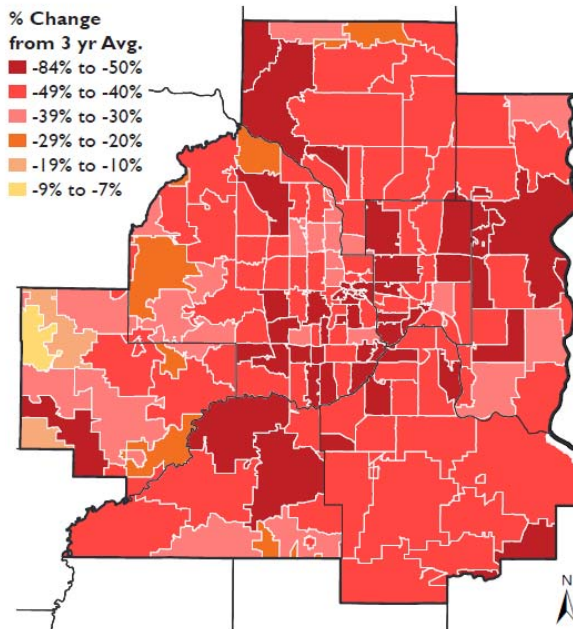 % Change
from 3 yr Avg.
-84% to -50%
-49% to -40%
-39% to -30%
-29% to -20%
-19% to -10%
-9% to -7%
N